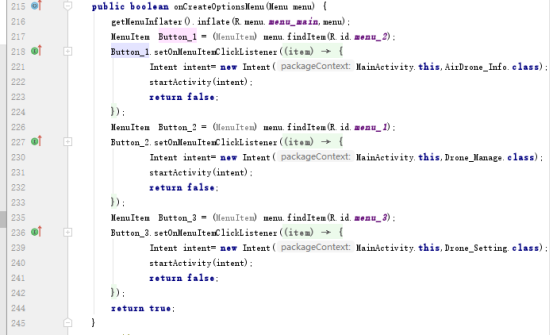 215 public boolean onCreateOptionsMenu(Menu menu) {
216 getMenuInflater().inflate(R.menu.menu_main,menu);
217 MenuItem Button_1 = (MenuItem) menu.findItem(R.id.menu_2);
218 Button_1.setOnMenuItemClickListener((item) → {
221 Intent intent= new Intent( packageContext: MainActivity.this,AirDrone_Info.class);
222 startActivity(intent);
223 return false;
224 });
226 MenuItem Button_2 = (MenuItem) menu.findItem(R.id.menu_1);
227 Button_2.setOnMenuItemClickListener((item) → {
230 Intent intent= new Intent( packageContext: MainActivity.this,Drone_Manage.class);
231 startActivity(intent);
232 return false;
233 });
235 MenuItem Button_3 = (MenuItem) menu.findItem(R.id.menu_3);
236 Button_3.setOnMenuItemClickListener((item) → {
239 Intent intent= new Intent( packageContext: MainActivity.this,Drone_Setting.class);
240 startActivity(intent);
241 return false;
242 });
244 return true;
245 }